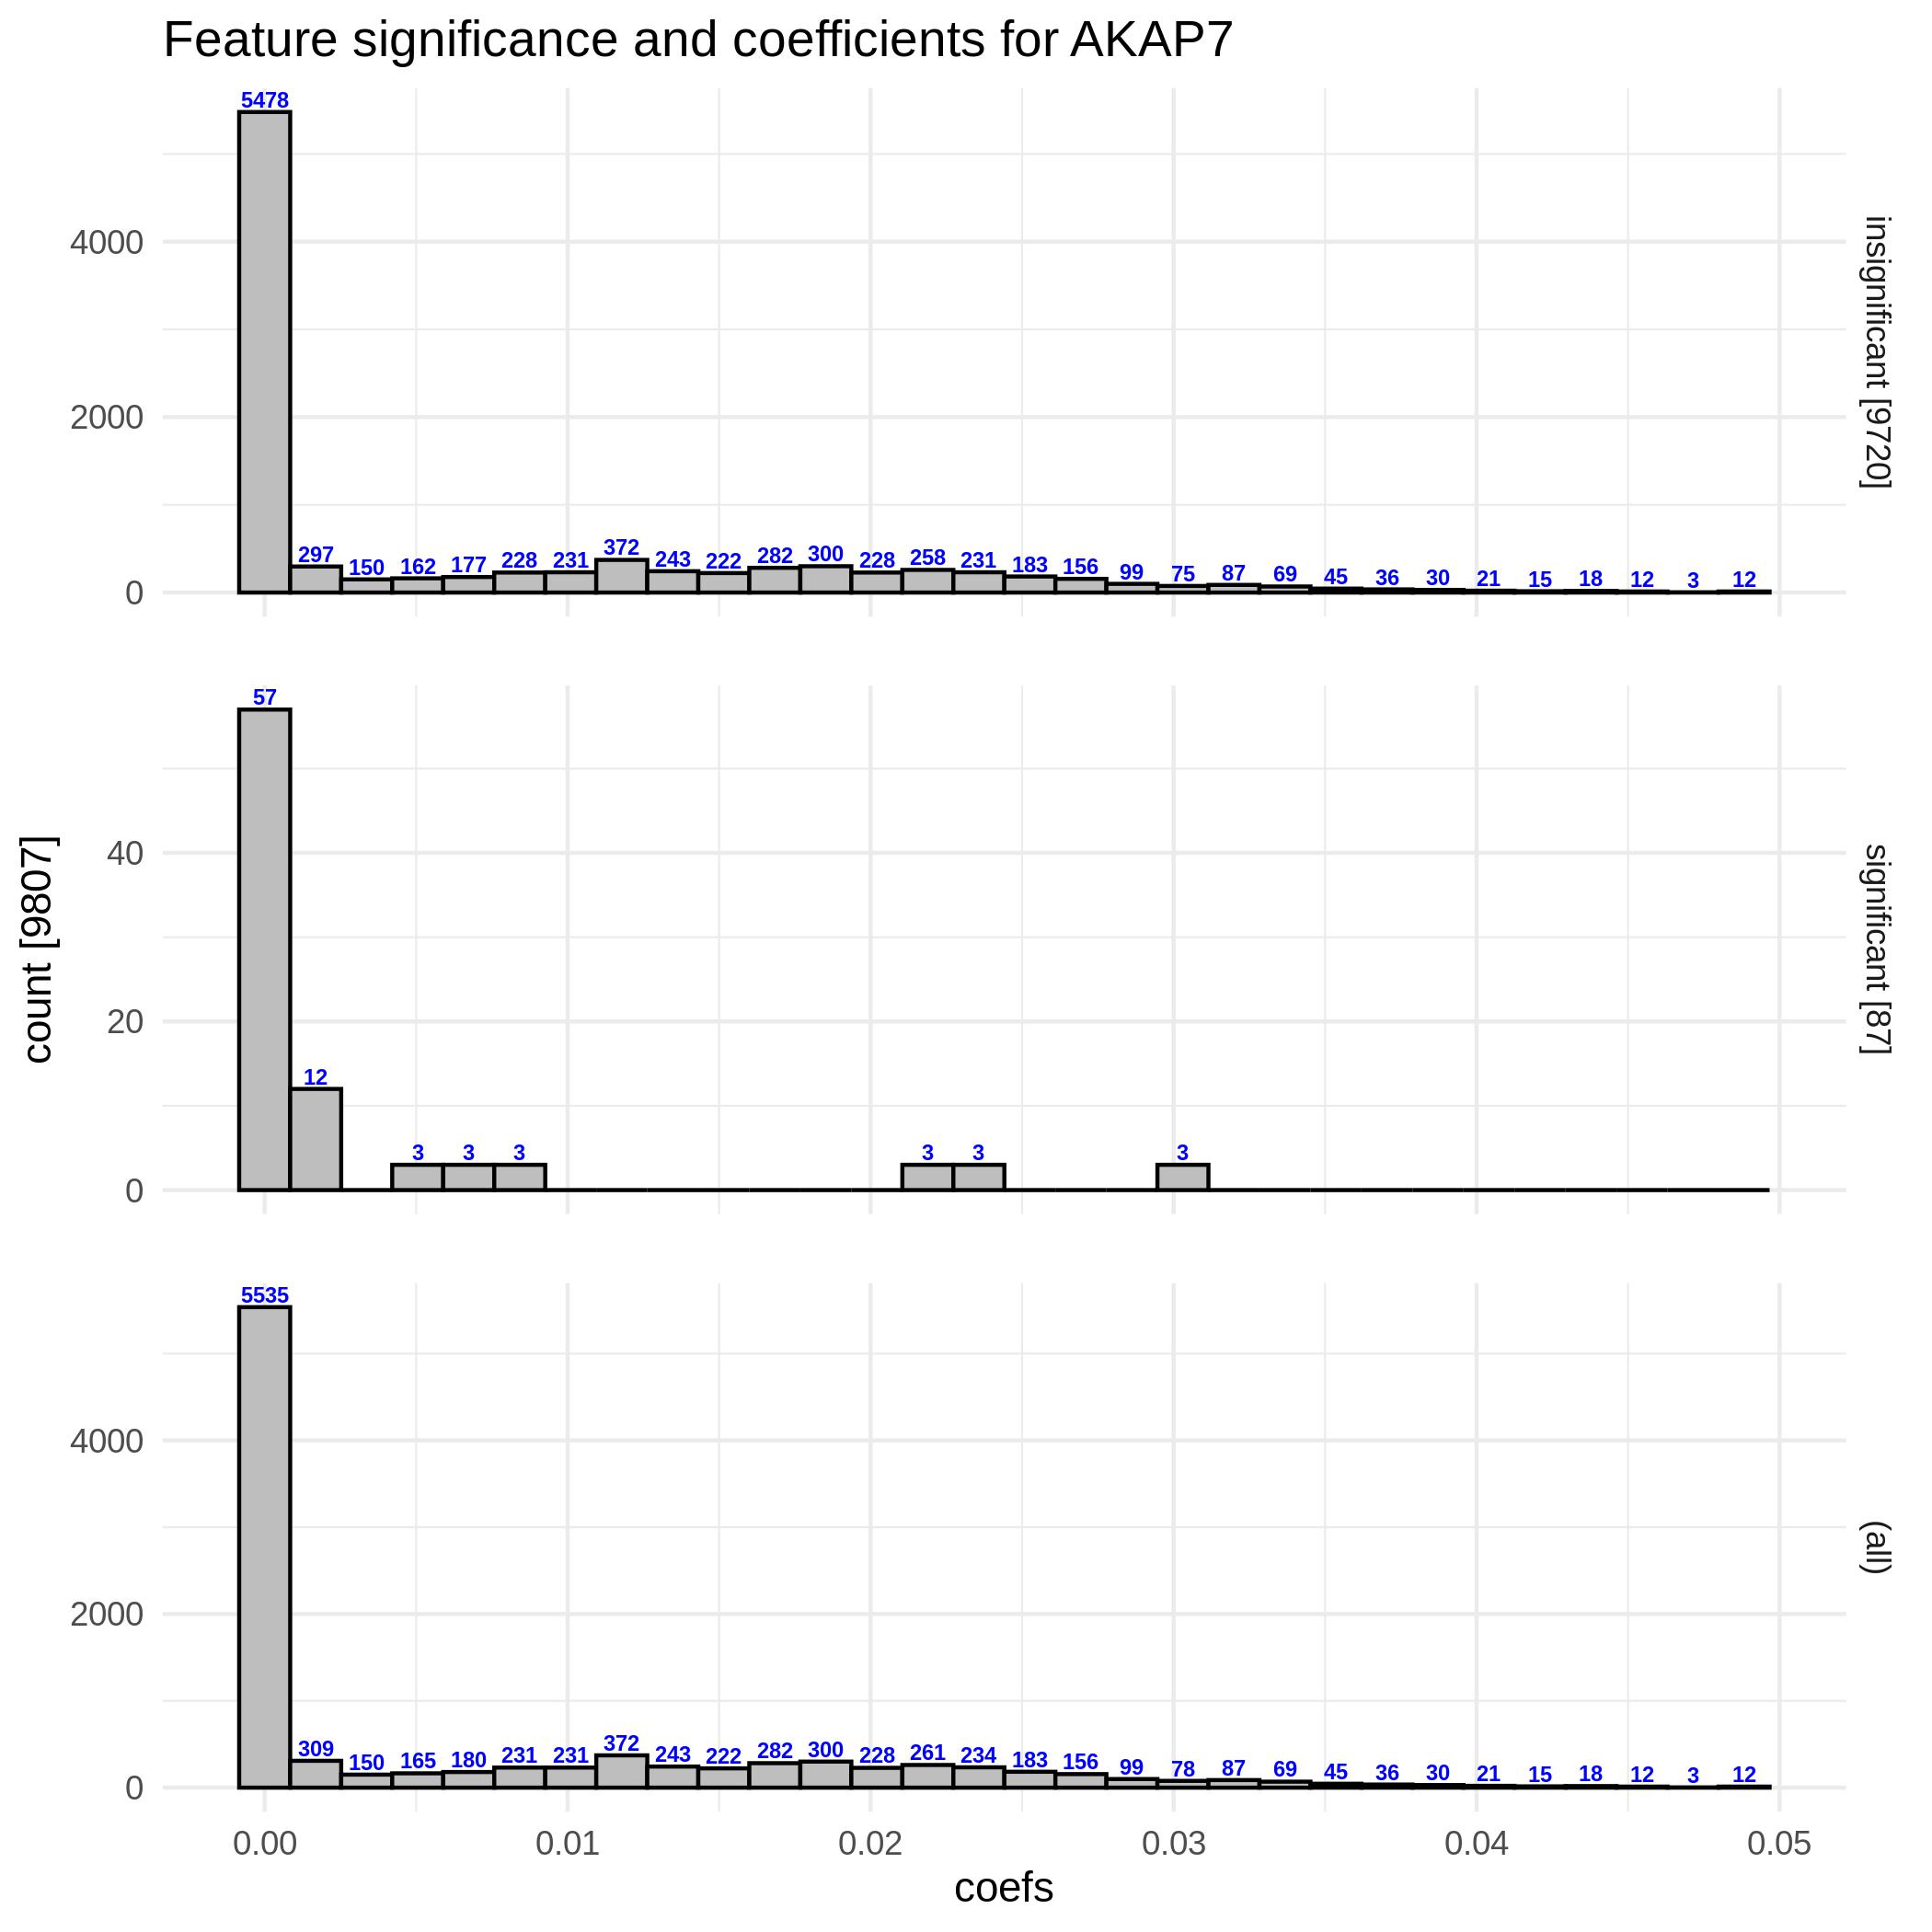 Feature significance and coefficients for AKAP7
5478
297 150 162 177 228 231 372 243 222 282 300 228 258 231 183 156 99 75 87 69 45 36 30 21 15 18 12 3 12
4000
2000
0
insignificant [9720]
57
12
3 3 3 3 3 3
40
20
0
significant [87]
count [9807]
5535
309 150 165 180 231 231 372 243 222 282 300 228 261 234 183 156 99 78 87 69 45 36 30 21 15 18 12 3 12
4000
2000
0
(all)
0.00 0.01 0.02 0.03 0.04 0.05
coefs